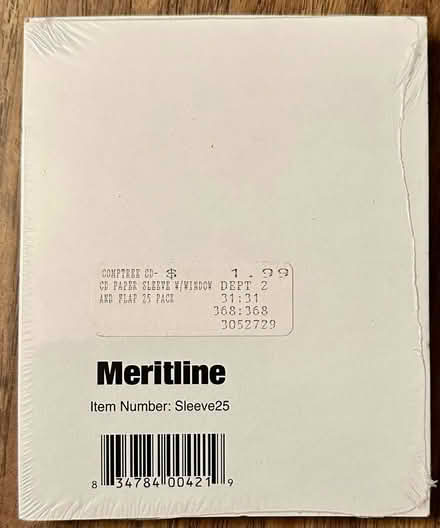 COMPTREE CD- $ 1.99
CD PAPER SLEEVE W/WINDOW DEPT 2
AND FLAP 25 PACK 31:31
368:368
3052729
Meritline
Item Number: Sleeve25
8 34784 00421 9